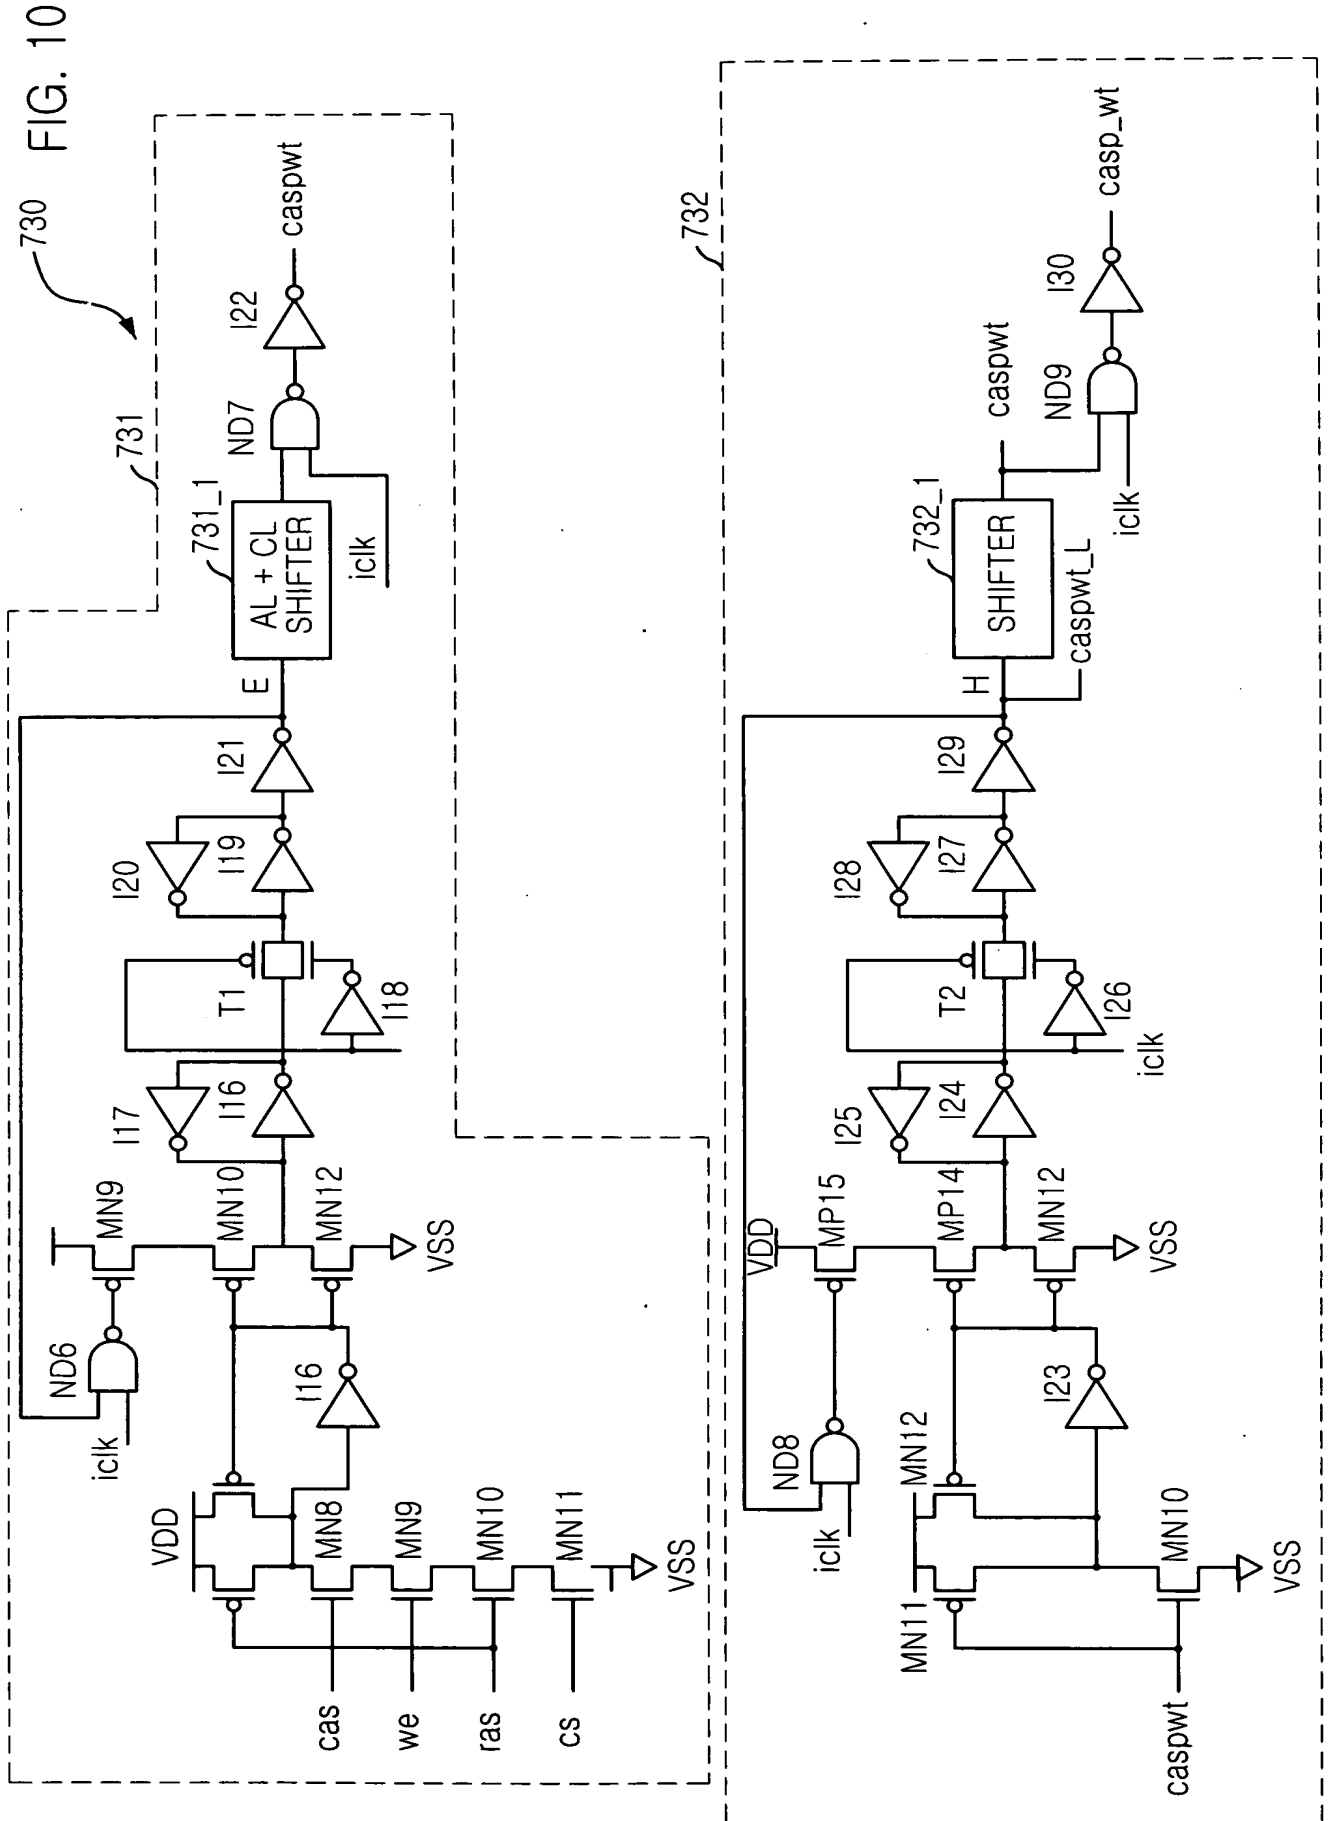 FIG. 10
730
731
VDD
cas
we
ras
cs
MN8
MN9
MN10
MN11
VSS
iclk
ND6
I16
MN9
MN10
MN12
VSS
I17
I16
T1
I18
I20
I19
I21
E
731_1
AL + CL
SHIFTER
iclk
ND7
I22
caspwt
732
caspwt
MN11
MN12
MN10
VSS
I23
iclk
ND8
VDD
MP15
MP14
MN12
VSS
I25
I24
T2
I26
iclk
I28
I27
I29
H
caspwt_L
732_1
SHIFTER
caspwt
iclk
ND9
I30
casp_wt